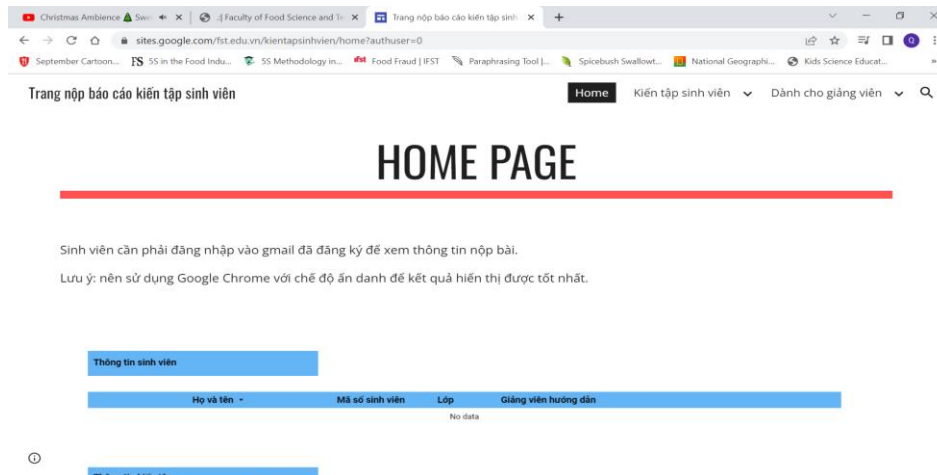 Christmas Ambience 🎄 Swe
:| Faculty of Food Science and Te
Trang nộp báo cáo kiến tập sinh
sites.google.com/fst.edu.vn/kientapsinhvien/home?authuser=0
September Cartoon... FS 5S in the Food Indu... 5S Methodology in... ifst Food Fraud | IFST Paraphrasing Tool |... Spicebush Swallowt... National Geographi... Kids Science Educat...
Trang nộp báo cáo kiến tập sinh viên
Home Kiến tập sinh viên Dành cho giảng viên
HOME PAGE
Sinh viên cần phải đăng nhập vào gmail đã đăng ký để xem thông tin nộp bài.
Lưu ý: nên sử dụng Google Chrome với chế độ ẩn danh để kết quả hiển thị được tốt nhất.
Thông tin sinh viên
Họ và tên Mã số sinh viên Lớp Giảng viên hướng dẫn
No data